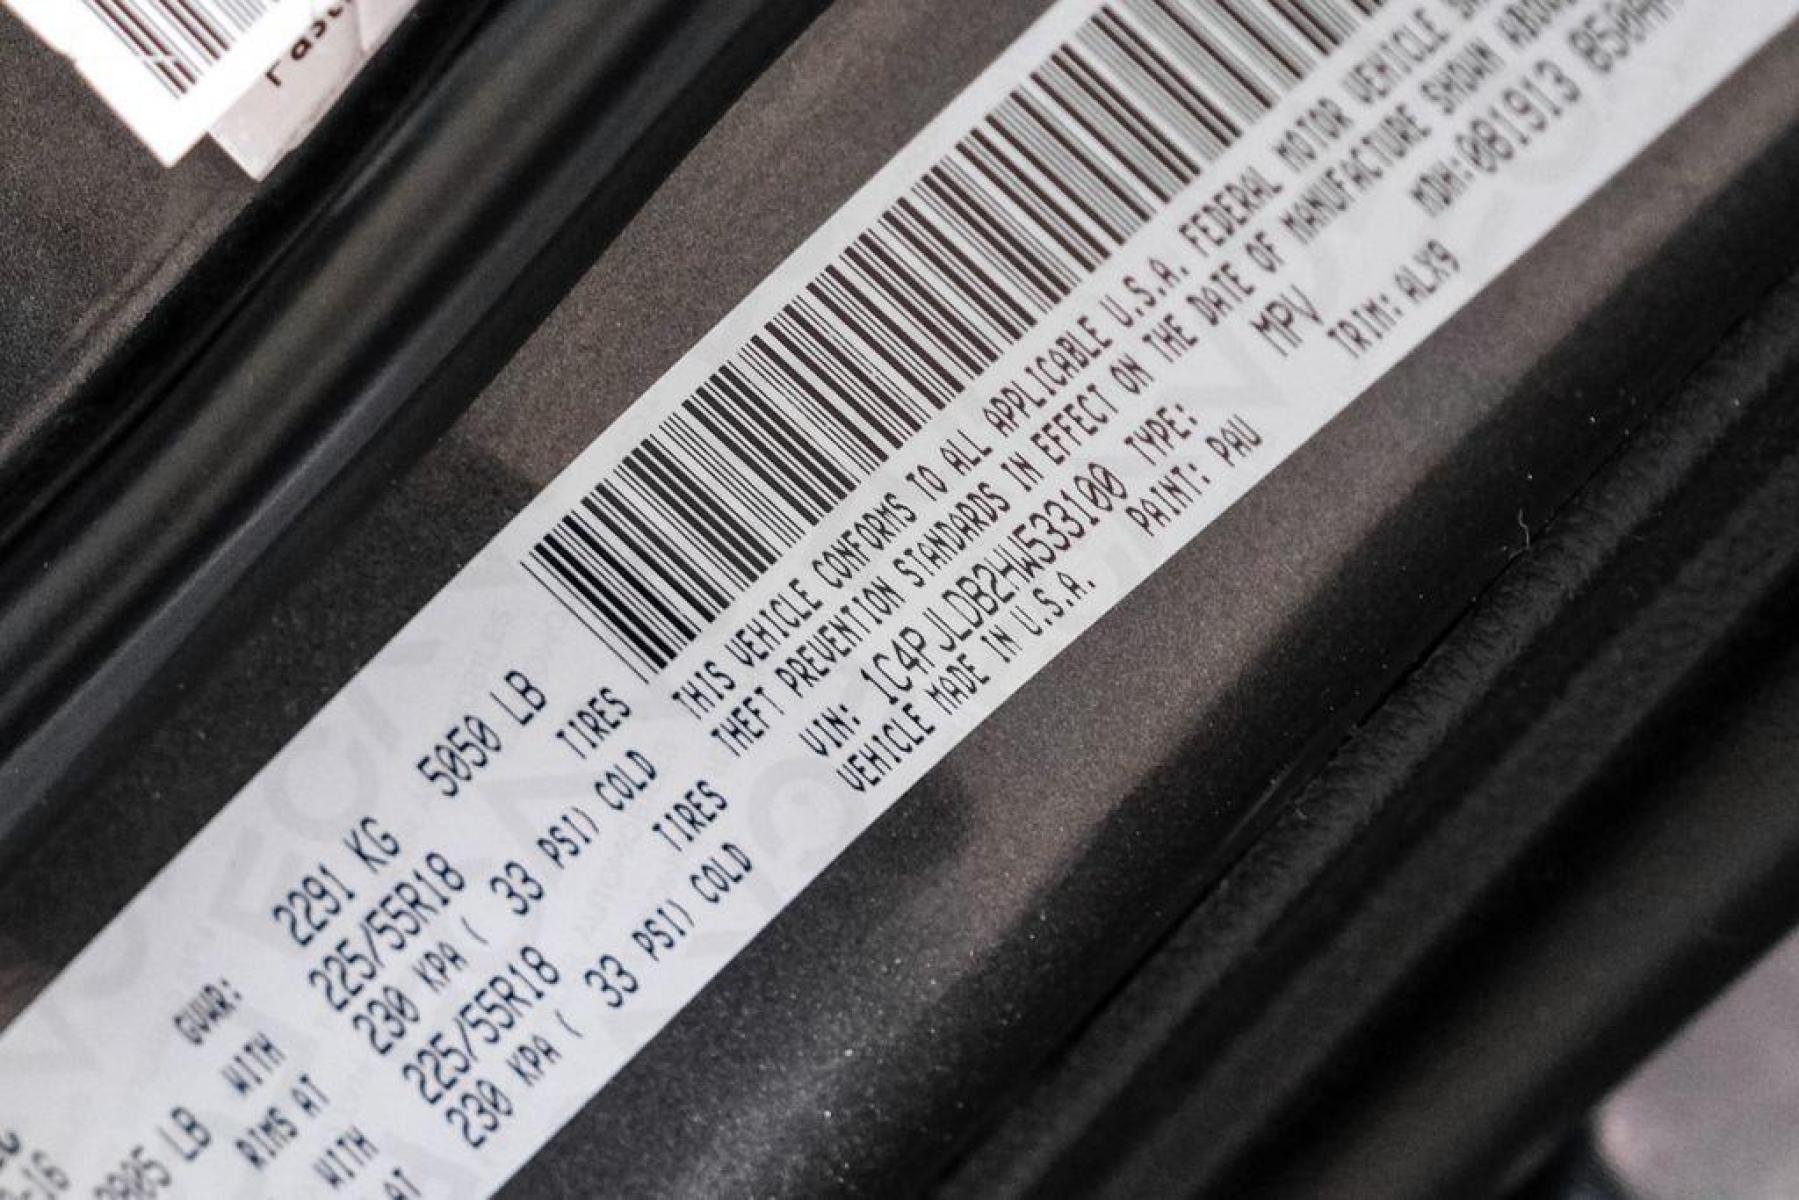 GVWR: 2291 KG 5050 LB
LB WITH 225/55R18 TIRES
RIMS AT 230 KPA ( 33 PSI) COLD
WITH 225/55R18 TIRES
AT 230 KPA ( 33 PSI) COLD
THIS VEHICLE CONFORMS TO ALL APPLICABLE U.S.A. FEDERAL MOTOR VEHICLE
THEFT PREVENTION STANDARDS IN EFFECT ON THE DATE OF MANUFACTURE SHOWN
VIN: 1C4PJLDB2HW533100 TYPE: MPV MDH:081913
VEHICLE MADE IN U.S.A. PAINT: PAU TRIM: ALX9